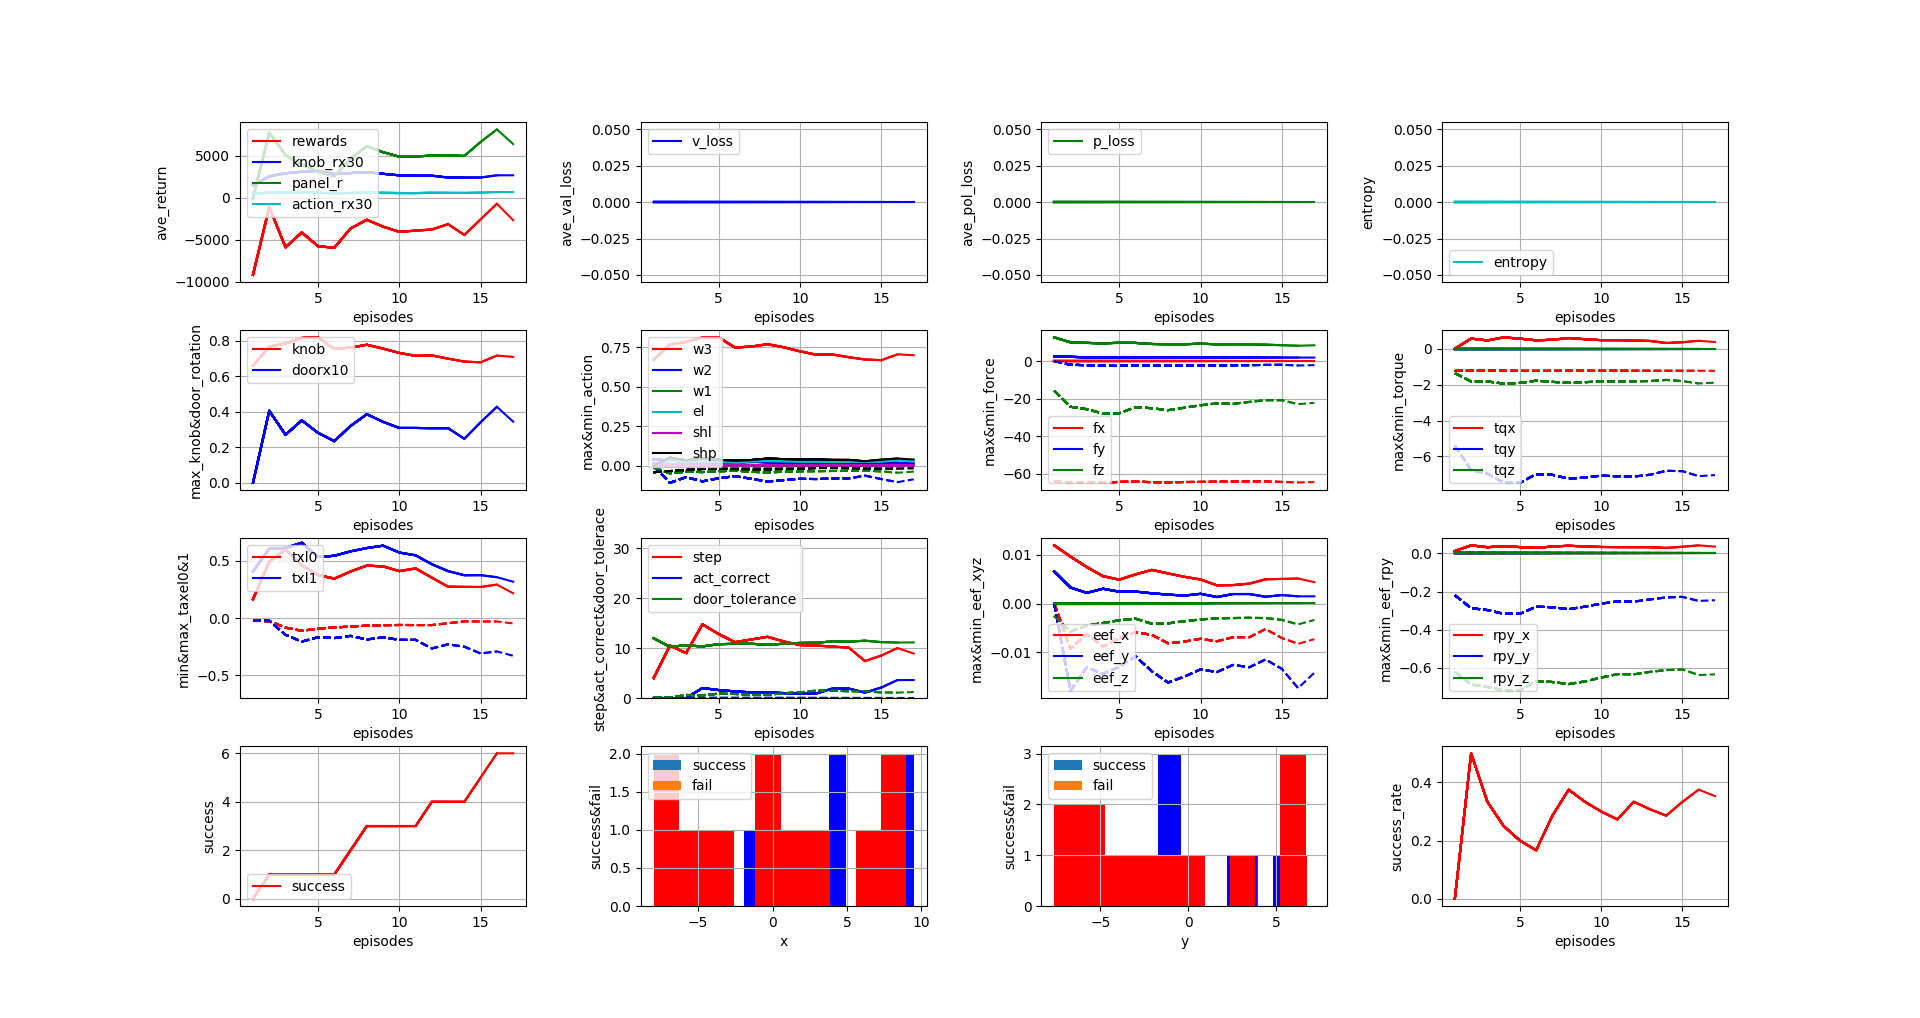 ave_return
5000
0
−5000
−10000
rewards
knob_rx30
panel_r
action_rx30
5 10 15
episodes
ave_val_loss
0.050
0.025
0.000
−0.025
−0.050
v_loss
5 10 15
episodes
ave_pol_loss
0.050
0.025
0.000
−0.025
−0.050
p_loss
5 10 15
episodes
entropy
0.050
0.025
0.000
−0.025
−0.050
entropy
5 10 15
episodes
max_knob&door_rotation
0.8
0.6
0.4
0.2
0.0
knob
doorx10
5 10 15
episodes
max&min_action
0.75
0.50
0.25
0.00
w3
w2
w1
el
shl
shp
5 10 15
episodes
max&min_force
0
−20
−40
−60
fx
fy
fz
5 10 15
episodes
max&min_torque
0
−2
−4
−6
tqx
tqy
tqz
5 10 15
episodes
min&max_taxel0&1
0.5
0.0
−0.5
txl0
txl1
5 10 15
episodes
step&act_correct&door_tolerace
30
20
10
0
step
act_correct
door_tolerance
5 10 15
episodes
max&min_eef_xyz
0.01
0.00
−0.01
eef_x
eef_y
eef_z
5 10 15
episodes
max&min_eef_rpy
0.0
−0.2
−0.4
−0.6
rpy_x
rpy_y
rpy_z
5 10 15
episodes
success
6
4
2
0
success
5 10 15
episodes
success&fail
2.0
1.5
1.0
0.5
0.0
success
fail
−5 0 5 10
x
success&fail
3
2
1
0
success
fail
−5 0 5
y
success_rate
0.4
0.2
0.0
5 10 15
episodes